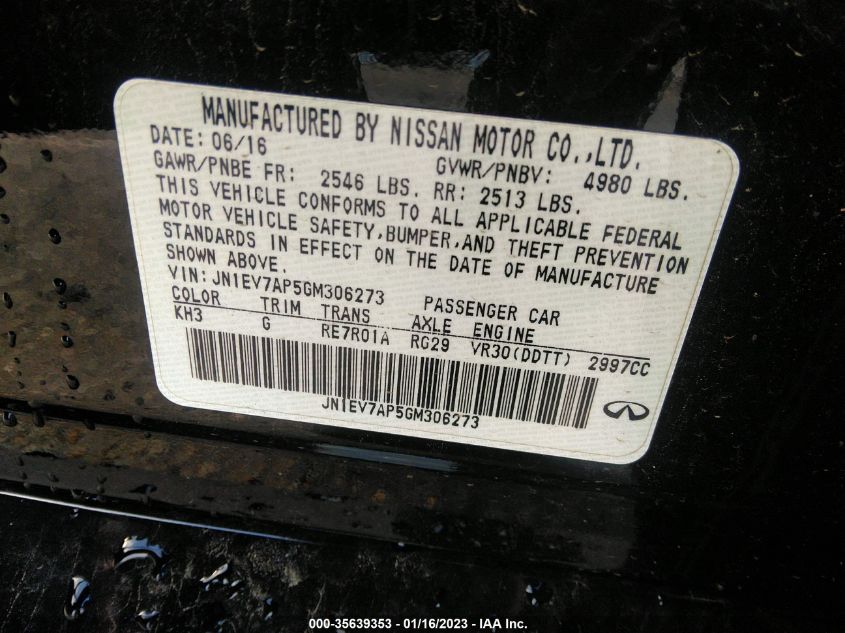 MANUFACTURED BY NISSAN MOTOR CO.,LTD.
DATE: 06/16 GVWR/PNBV: 4980 LBS.
GAWR/PNBE FR: 2546 LBS. RR: 2513 LBS.
THIS VEHICLE CONFORMS TO ALL APPLICABLE FEDERAL
MOTOR VEHICLE SAFETY,BUMPER,AND THEFT PREVENTION
STANDARDS IN EFFECT ON THE DATE OF MANUFACTURE
SHOWN ABOVE.
VIN: JN1EV7AP5GM306273 PASSENGER CAR
COLOR TRIM TRANS AXLE ENGINE
KH3 G RE7R01A RG29 VR30(DDTT) 2997CC
JN1EV7AP5GM306273
000-35639353 - 01/16/2023 - IAA Inc.